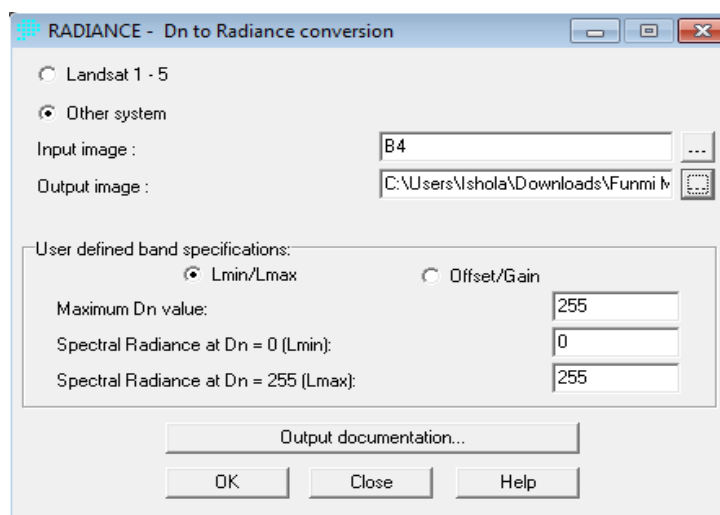 RADIANCE - Dn to Radiance conversion
Landsat 1 - 5
Other system
Input image : B4 ...
Output image : C:\Users\Ishola\Downloads\Funmi ...
User defined band specifications:
Lmin/Lmax Offset/Gain
Maximum Dn value: 255
Spectral Radiance at Dn = 0 (Lmin): 0
Spectral Radiance at Dn = 255 (Lmax): 255
Output documentation...
OK Close Help